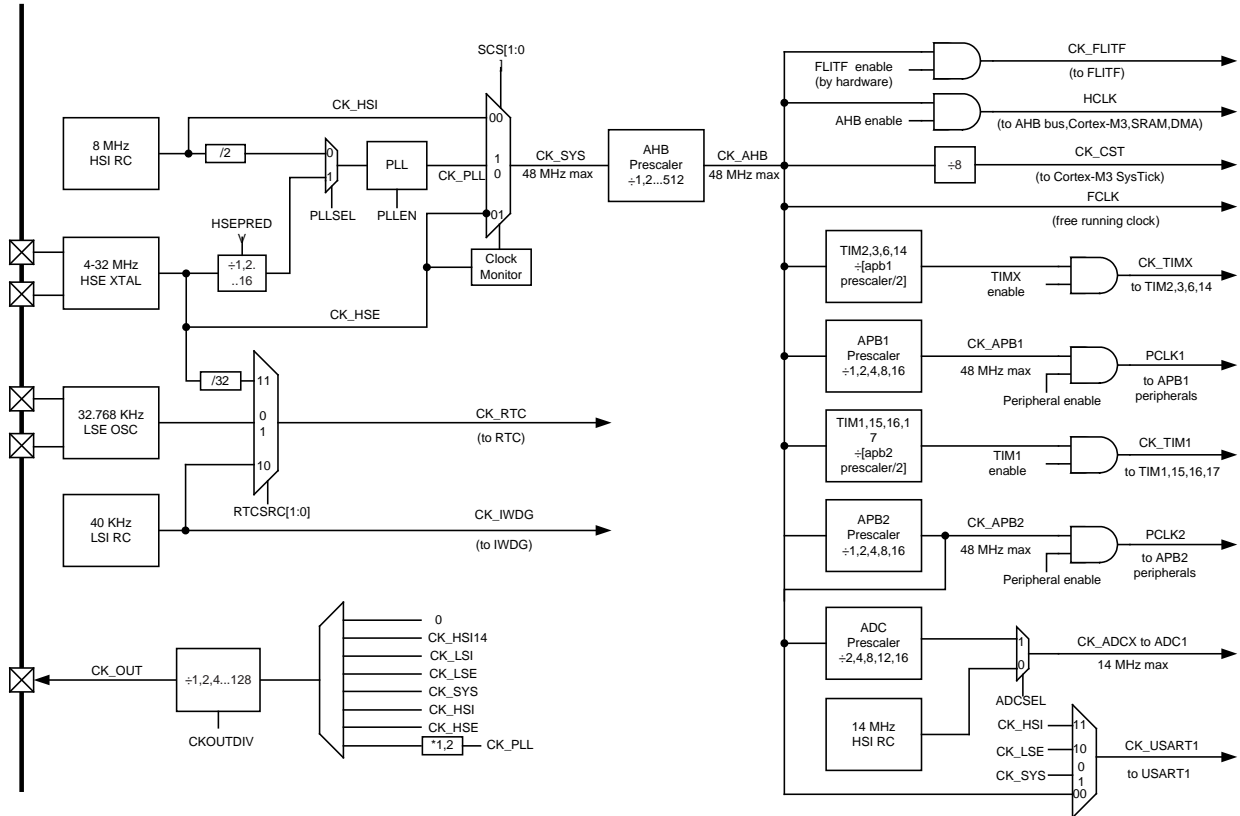 SCS[1:0
]
CK_HSI
00
8 MHz
HSI RC
/2
0
1
PLLSEL
PLL
PLLEN
CK_PLL
1
0
01
CK_SYS
48 MHz max
AHB
Prescaler
÷1,2...512
CK_AHB
48 MHz max
HSEPRED
4-32 MHz
HSE XTAL
÷1,2.
..16
Clock
Monitor
CK_HSE
/32
11
32.768 KHz
LSE OSC
0
1
10
RTCSRC[1:0]
CK_RTC
(to RTC)
40 KHz
LSI RC
CK_IWDG
(to IWDG)
CK_OUT
÷1,2,4...128
CKOUTDIV
0
CK_HSI14
CK_LSI
CK_LSE
CK_SYS
CK_HSI
CK_HSE
*1,2
CK_PLL
FLITF enable
(by hardware)
CK_FLITF
(to FLITF)
AHB enable
HCLK
(to AHB bus,Cortex-M3,SRAM,DMA)
÷8
CK_CST
(to Cortex-M3 SysTick)
FCLK
(free running clock)
TIM2,3,6,14
÷[apb1
prescaler/2]
TIMX
enable
CK_TIMX
to TIM2,3,6,14
APB1
Prescaler
÷1,2,4,8,16
CK_APB1
48 MHz max
Peripheral enable
PCLK1
to APB1
peripherals
TIM1,15,16,1
7
÷[apb2
prescaler/2]
TIM1
enable
CK_TIM1
to TIM1,15,16,17
APB2
Prescaler
÷1,2,4,8,16
CK_APB2
48 MHz max
Peripheral enable
PCLK2
to APB2
peripherals
ADC
Prescaler
÷2,4,8,12,16
1
0
ADCSEL
CK_ADCX to ADC1
14 MHz max
14 MHz
HSI RC
CK_HSI
11
CK_LSE
10
CK_SYS
0
1
00
CK_USART1
to USART1